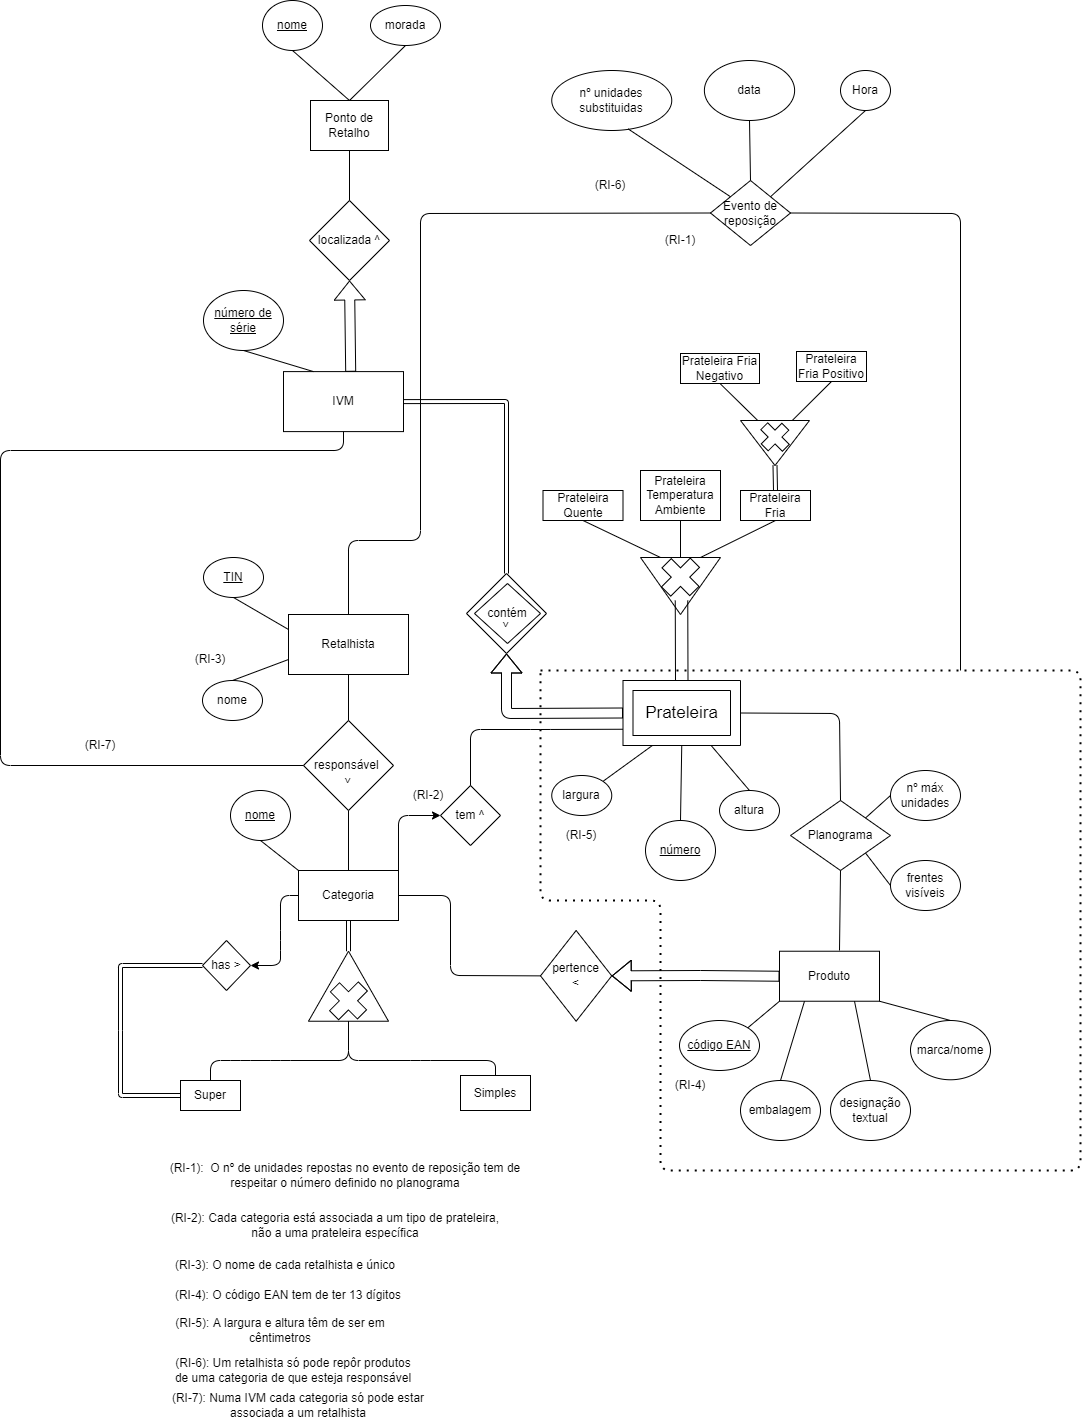 nome
morada
Ponto de
Retalho
nº unidades
substituidas
data
Hora
(RI-6)
Evento de
reposição
(RI-1)
localizada ^
número de
série
IVM
Prateleira Fria
Negativo
Prateleira
Fria Positivo
Prateleira
Quente
Prateleira
Temperatura
Ambiente
Prateleira
Fria
TIN
contém
v
Retalhista
(RI-3)
nome
Prateleira
(RI-7)
responsável
v
(RI-2)
nome
tem ^
largura
(RI-5)
número
altura
nº máx
unidades
Planograma
frentes
visíveis
Categoria
has >
pertence
<
Produto
código EAN
marca/nome
(RI-4)
embalagem
designação
textual
Super
Simples
(RI-1): O nº de unidades repostas no evento de reposição tem de
respeitar o número definido no planograma
(RI-2): Cada categoria está associada a um tipo de prateleira,
não a uma prateleira específica
(RI-3): O nome de cada retalhista e único
(RI-4): O código EAN tem de ter 13 dígitos
(RI-5): A largura e altura têm de ser em
cêntimetros
(RI-6): Um retalhista só pode repôr produtos
de uma categoria de que esteja responsável
(RI-7): Numa IVM cada categoria só pode estar
associada a um retalhista